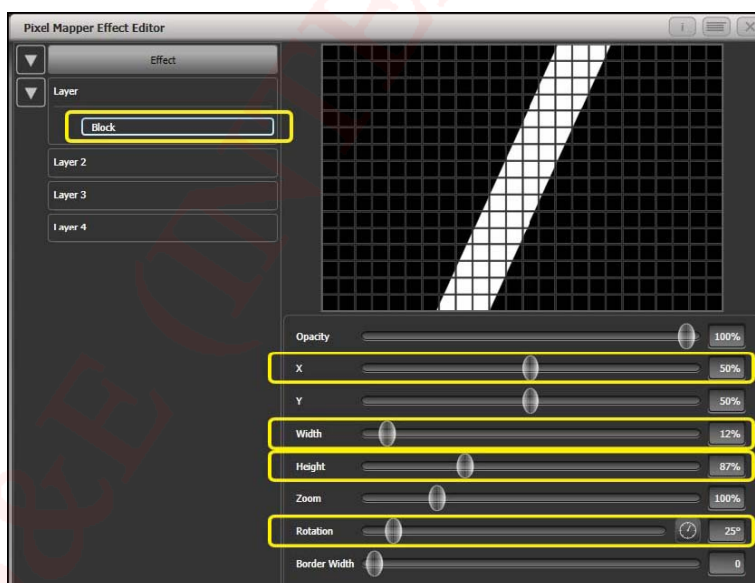 Pixel Mapper Effect Editor
i
Effect
Layer
Block
Layer 2
Layer 3
Layer 4
Opacity 100%
X 50%
Y 50%
Width 12%
Height 87%
Zoom 100%
Rotation 25º
Border Width 0